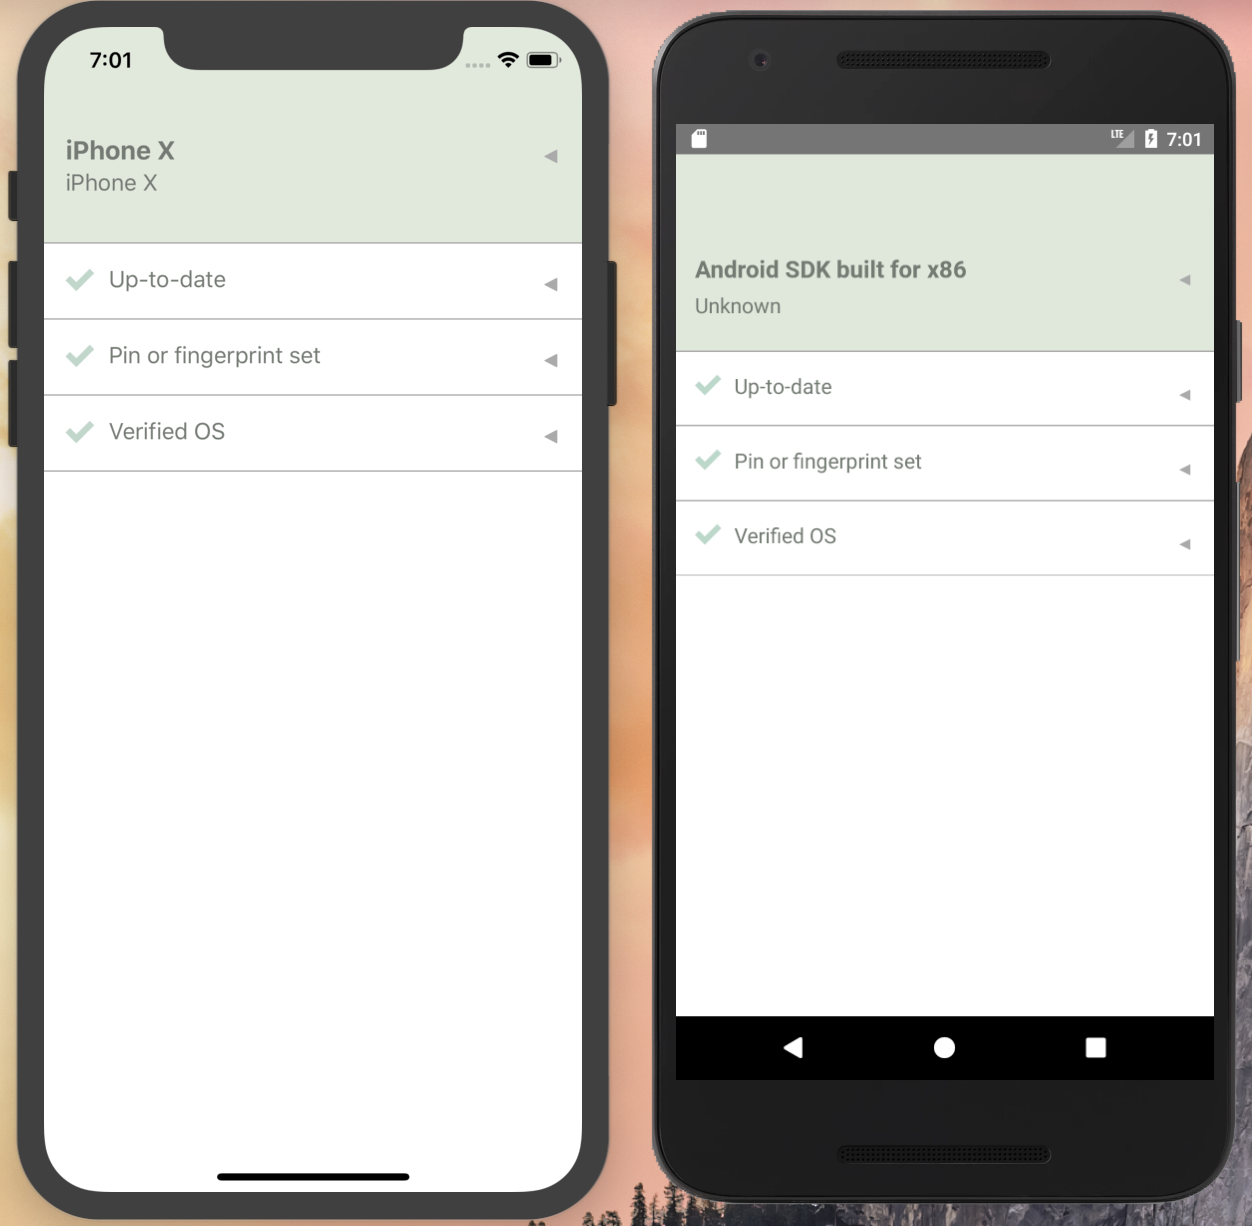 7:01
iPhone X
iPhone X
Up-to-date
Pin or fingerprint set
Verified OS
LTE 7:01
Android SDK built for x86
Unknown
Up-to-date
Pin or fingerprint set
Verified OS